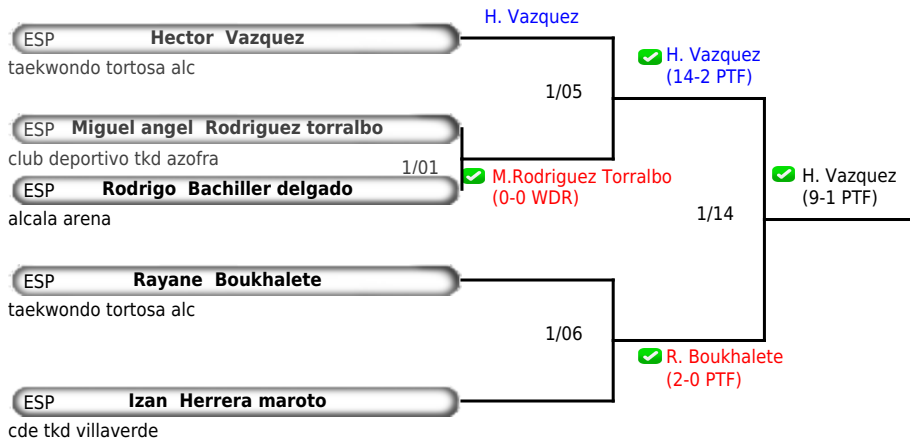 H. Vazquez
ESP Hector Vazquez
taekwondo tortosa alc
H. Vazquez
(14-2 PTF)
1/05
ESP Miguel angel Rodriguez torralbo
club deportivo tkd azofra
1/01
M.Rodriguez Torralbo
(0-0 WDR)
ESP Rodrigo Bachiller delgado
alcala arena
H. Vazquez
(9-1 PTF)
1/14
ESP Rayane Boukhalete
taekwondo tortosa alc
1/06
R. Boukhalete
(2-0 PTF)
ESP Izan Herrera maroto
cde tkd villaverde